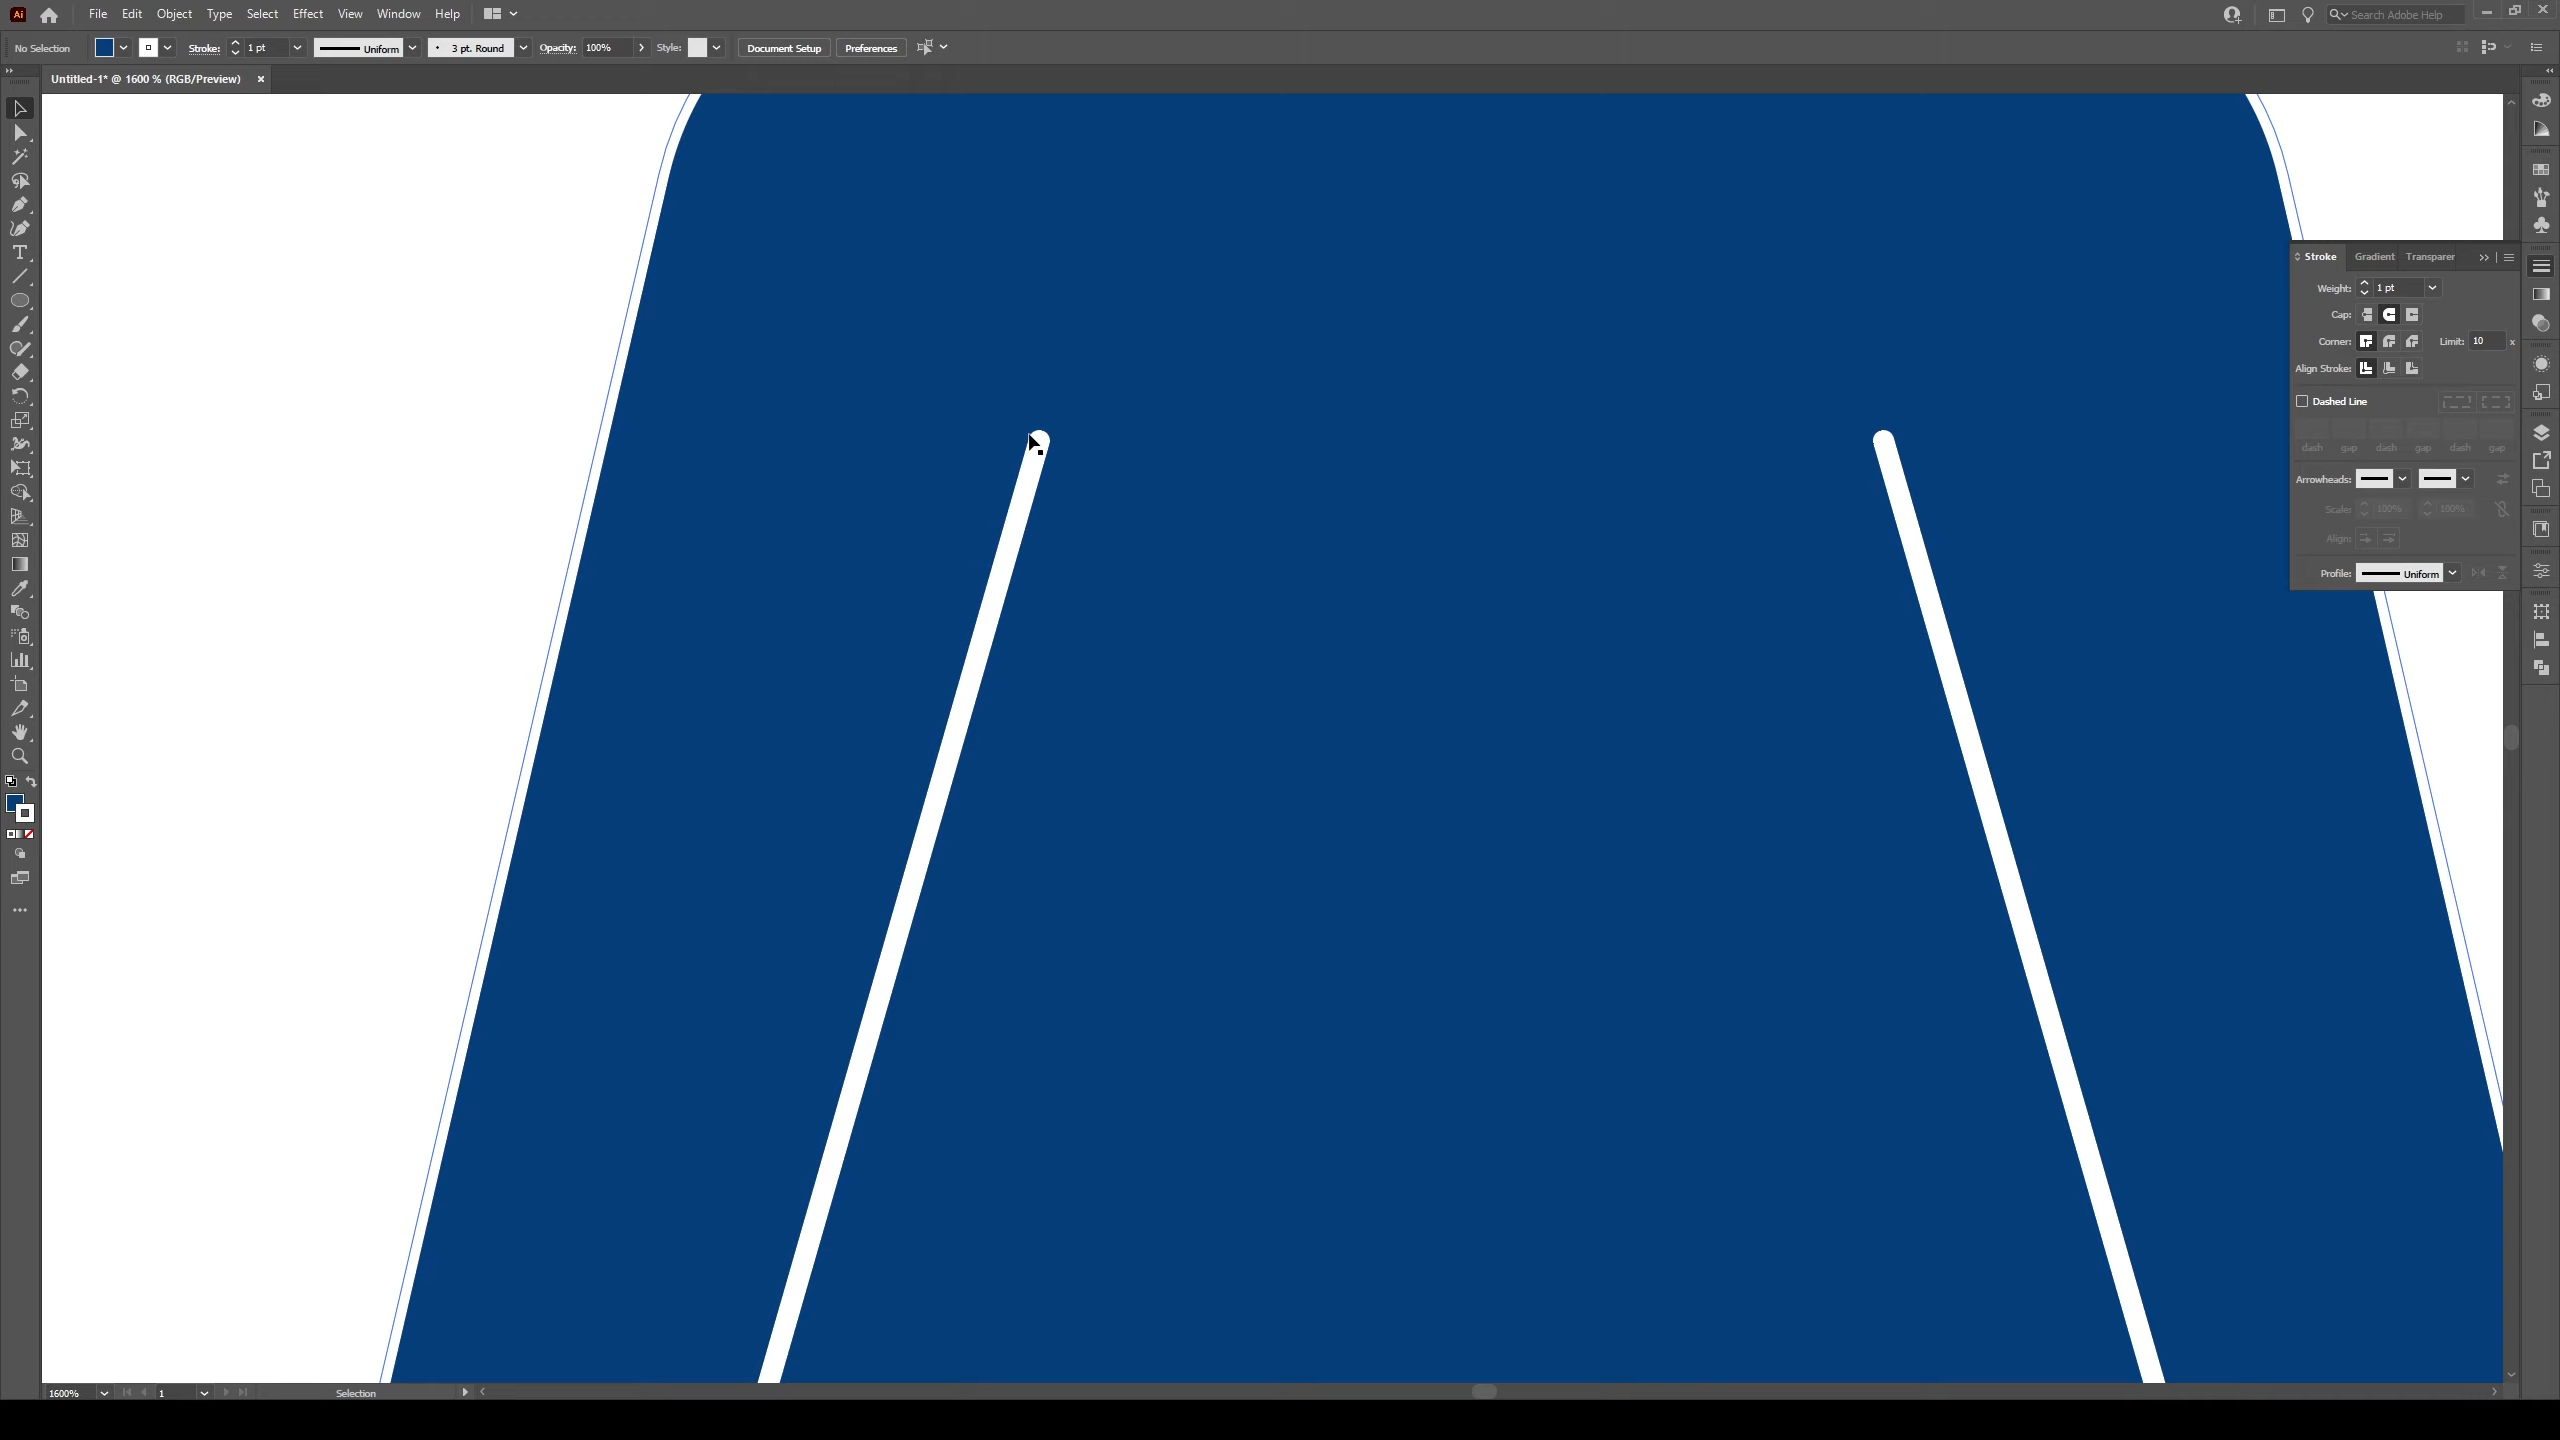 Ai File Edit Object Type Select Effect View Window Help Search Adobe Help
No Selection Stroke: 1 pt Uniform 3 pt. Round Opacity: 100% Style: Document Setup Preferences
Untitled-1* @ 1600 % (RGB/Preview) ×
Stroke Gradient Transparer
Weight: 1 pt
Cap:
Corner: Limit: 10 x
Align Stroke:
Dashed Line
dash gap dash gap dash gap
Arrowheads:
Scale: 100% 100%
Align:
Profile: Uniform
1600% 1 Selection